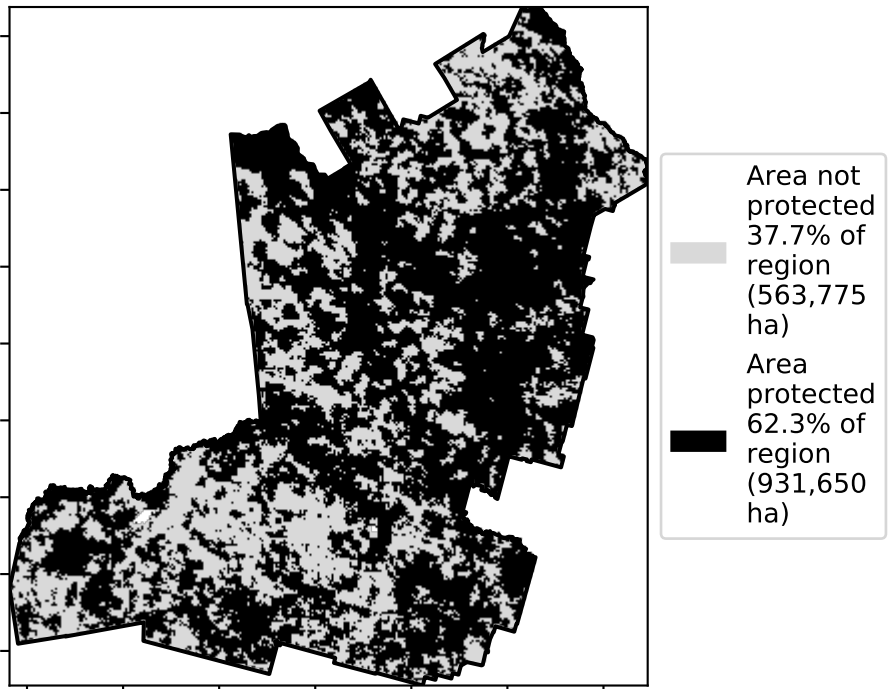 Area not
protected
37.7% of
region
(563,775
ha)
Area
protected
62.3% of
region
(931,650
ha)